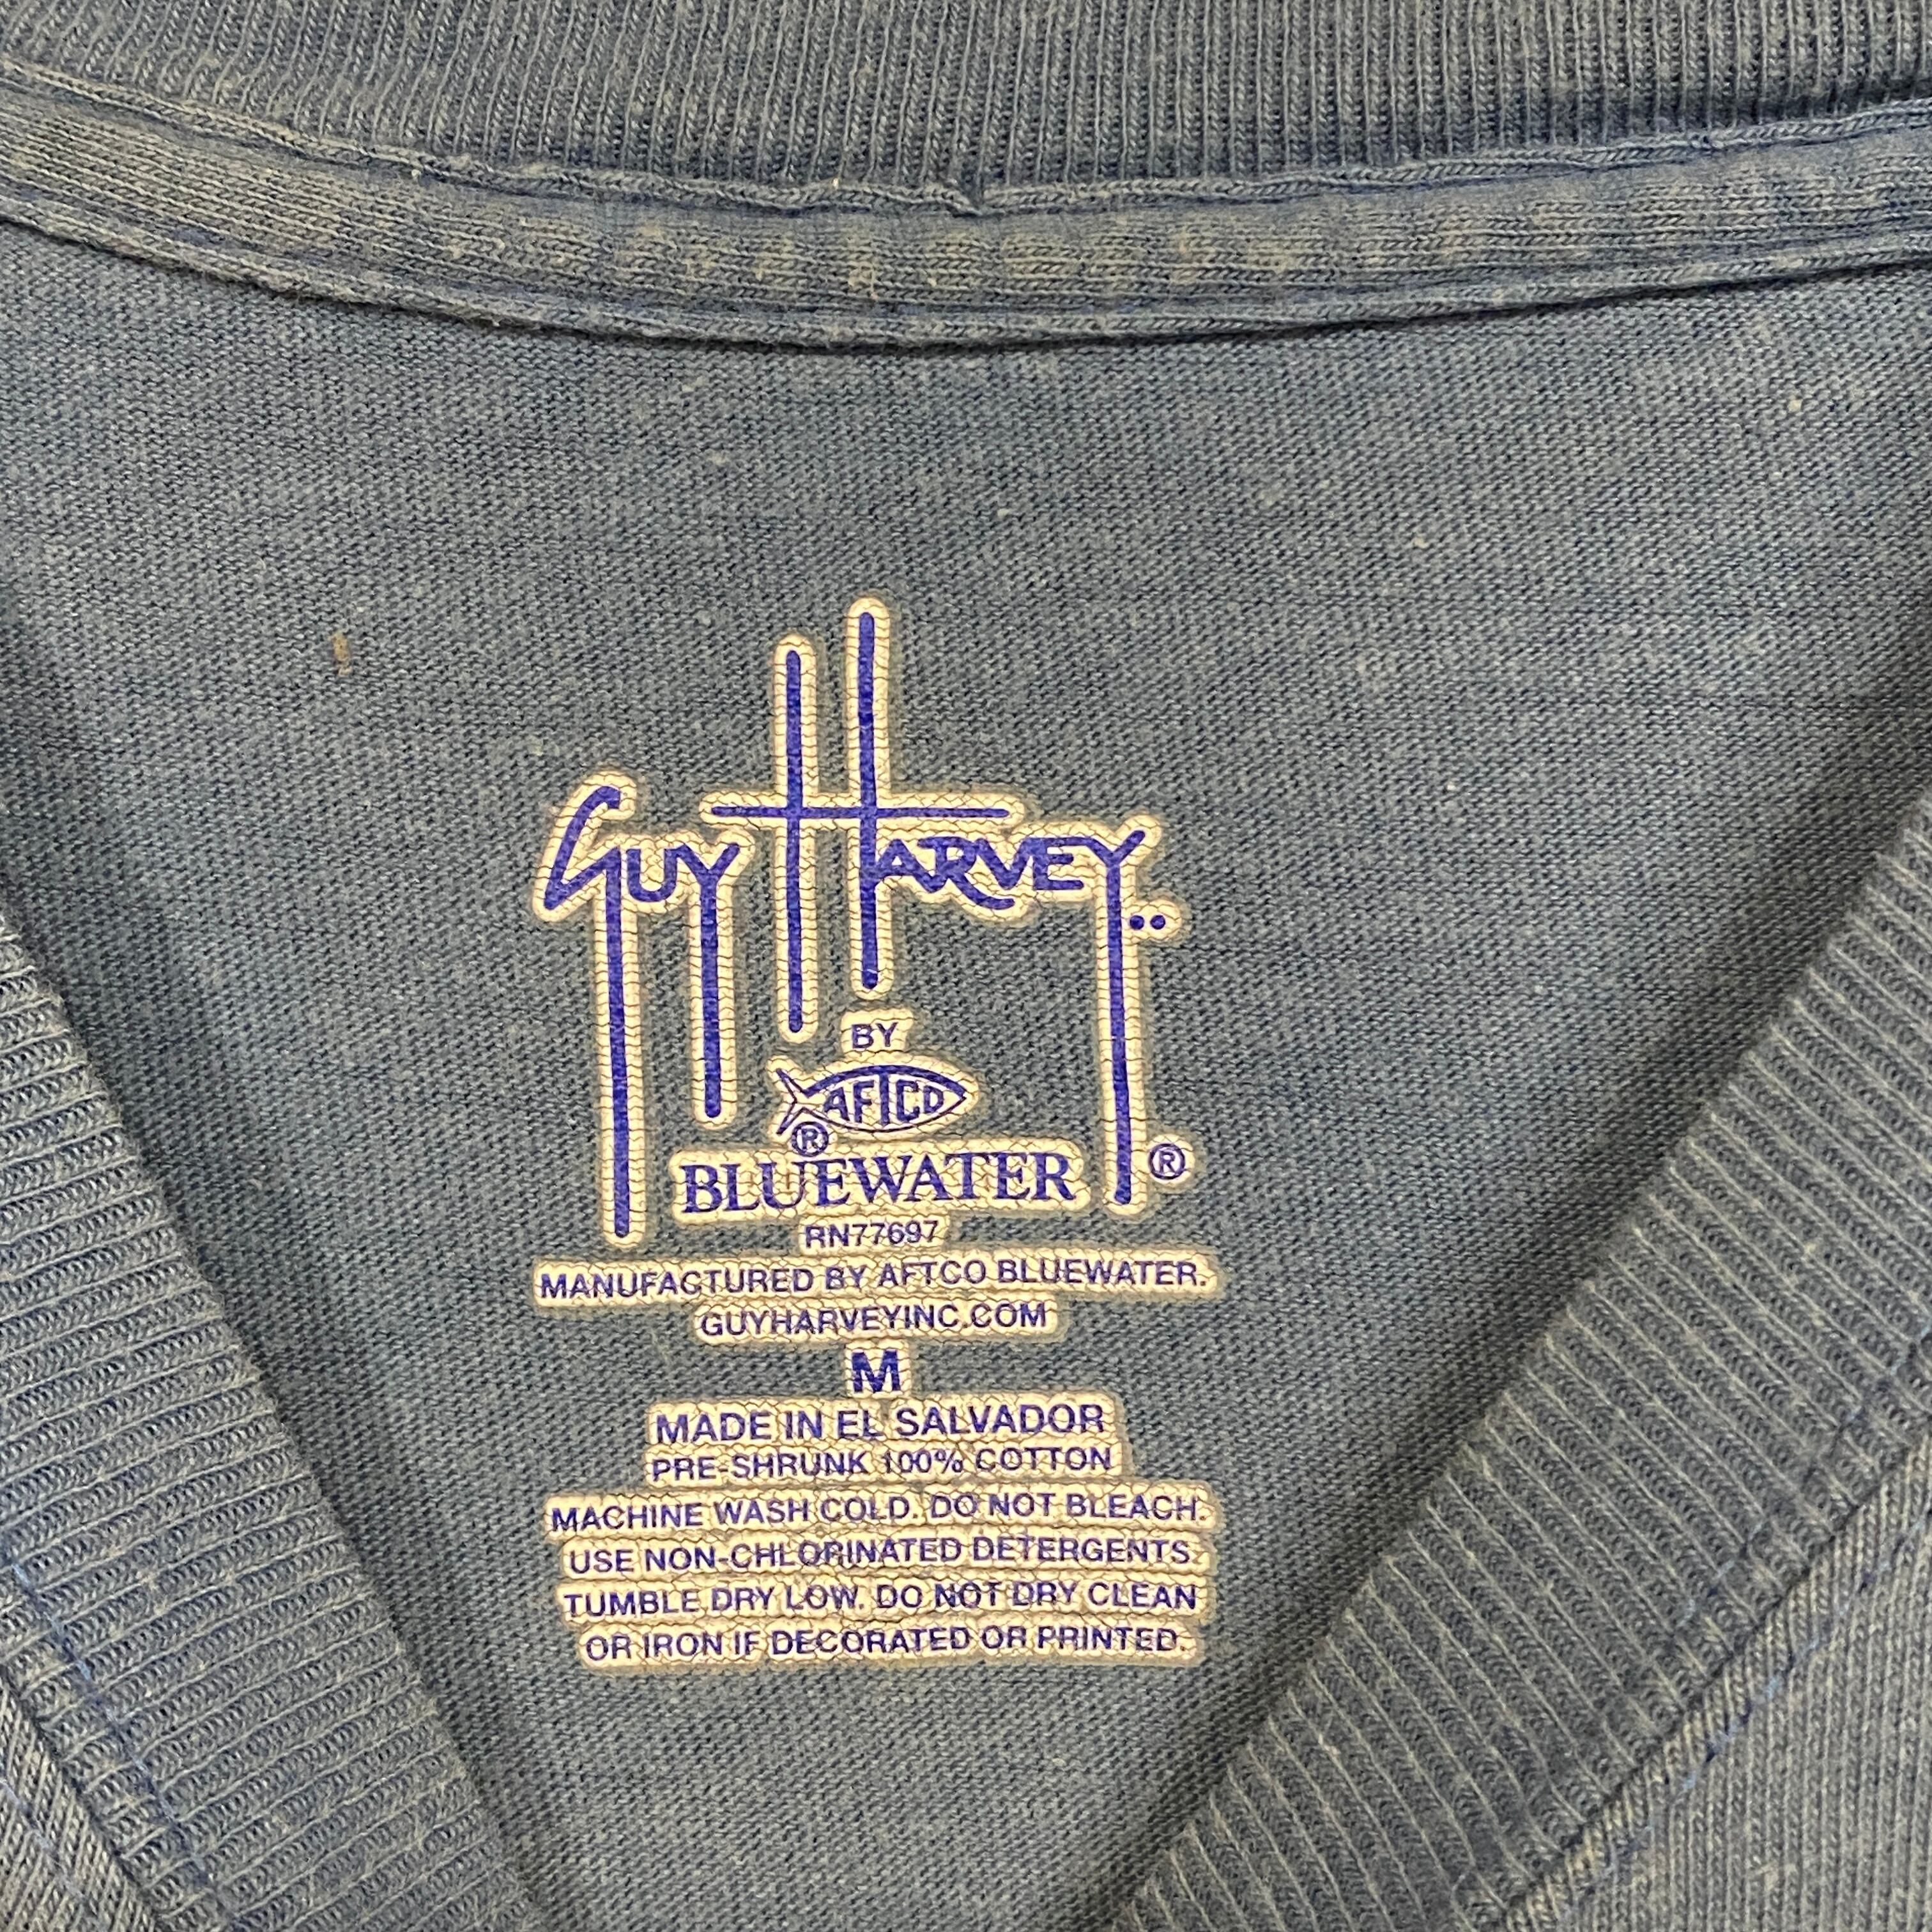 GUY HARVEY
BY
AFTCO
®
BLUEWATER ®
RN77697
MANUFACTURED BY AFTCO BLUEWATER.
GUYHARVEYINC.COM
M
MADE IN EL SALVADOR
PRE-SHRUNK 100% COTTON
MACHINE WASH COLD. DO NOT BLEACH.
USE NON-CHLORINATED DETERGENTS.
TUMBLE DRY LOW. DO NOT DRY CLEAN
OR IRON IF DECORATED OR PRINTED.